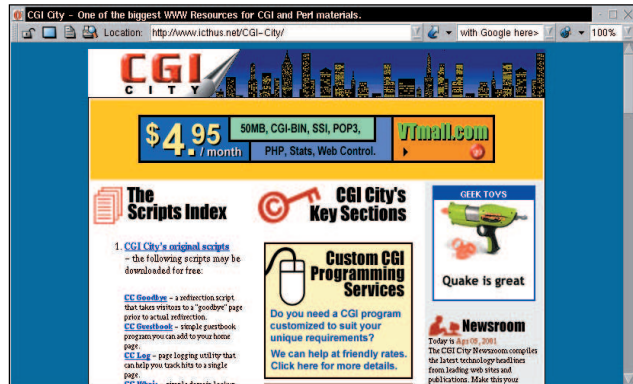 CGI City - One of the biggest WWW Resources for CGI and Perl materials.
Location: http://www.icthus.net/CGI-City/
with Google here>
100%
CGI
CITY
$4.95
/ month
50MB, CGI-BIN, SSI, POP3,
PHP, Stats, Web Control.
VTmall.com
The
Scripts Index
1. CGI City's original scripts
- the following scripts may be
downloaded for free:
CC Goodbye - a redirection script
that takes visitors to a "goodbye" page
prior to actual redirection.
CC Guestbook - simple guestbook
program you can add to your home
page.
CC Log - page logging utility that
can help you track hits to a single
page.
CC Whois - simple domain lookup
CGI City's
Key Sections
Custom CGI
Programming
Services
Do you need a CGI program
customized to suit your
unique requirements?
We can help at friendly rates.
Click here for more details.
GEEK TOYS
Quake is great
Newsroom
Today is Apr 05, 2001
The CGI City Newsroom compiles
the latest technology headlines
from leading web sites and
publications. Make this your